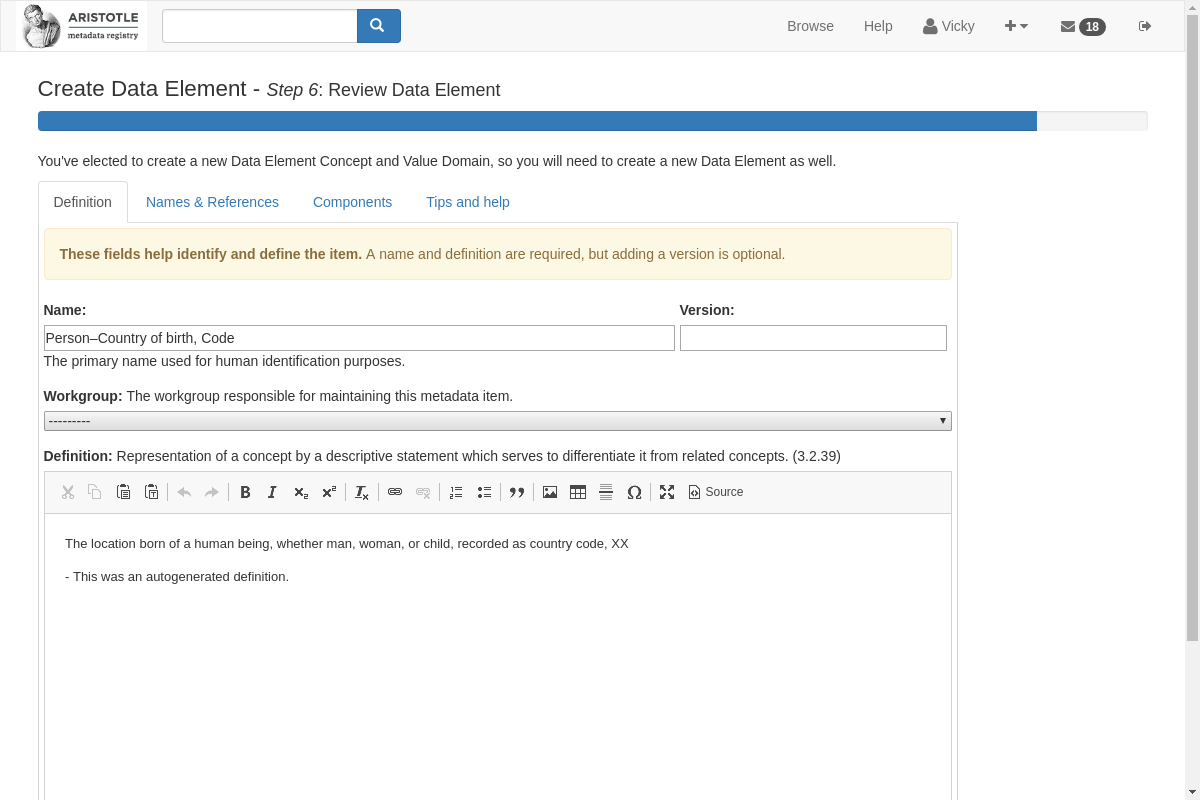 ARISTOTLE
metadata registry
Browse
Help
Vicky
18
Create Data Element - Step 6: Review Data Element
You've elected to create a new Data Element Concept and Value Domain, so you will need to create a new Data Element as well.
Definition
Names & References
Components
Tips and help
These fields help identify and define the item. A name and definition are required, but adding a version is optional.
Name:
Version:
Person–Country of birth, Code
The primary name used for human identification purposes.
Workgroup: The workgroup responsible for maintaining this metadata item.
---------
Definition: Representation of a concept by a descriptive statement which serves to differentiate it from related concepts. (3.2.39)
Source
The location born of a human being, whether man, woman, or child, recorded as country code, XX
- This was an autogenerated definition.